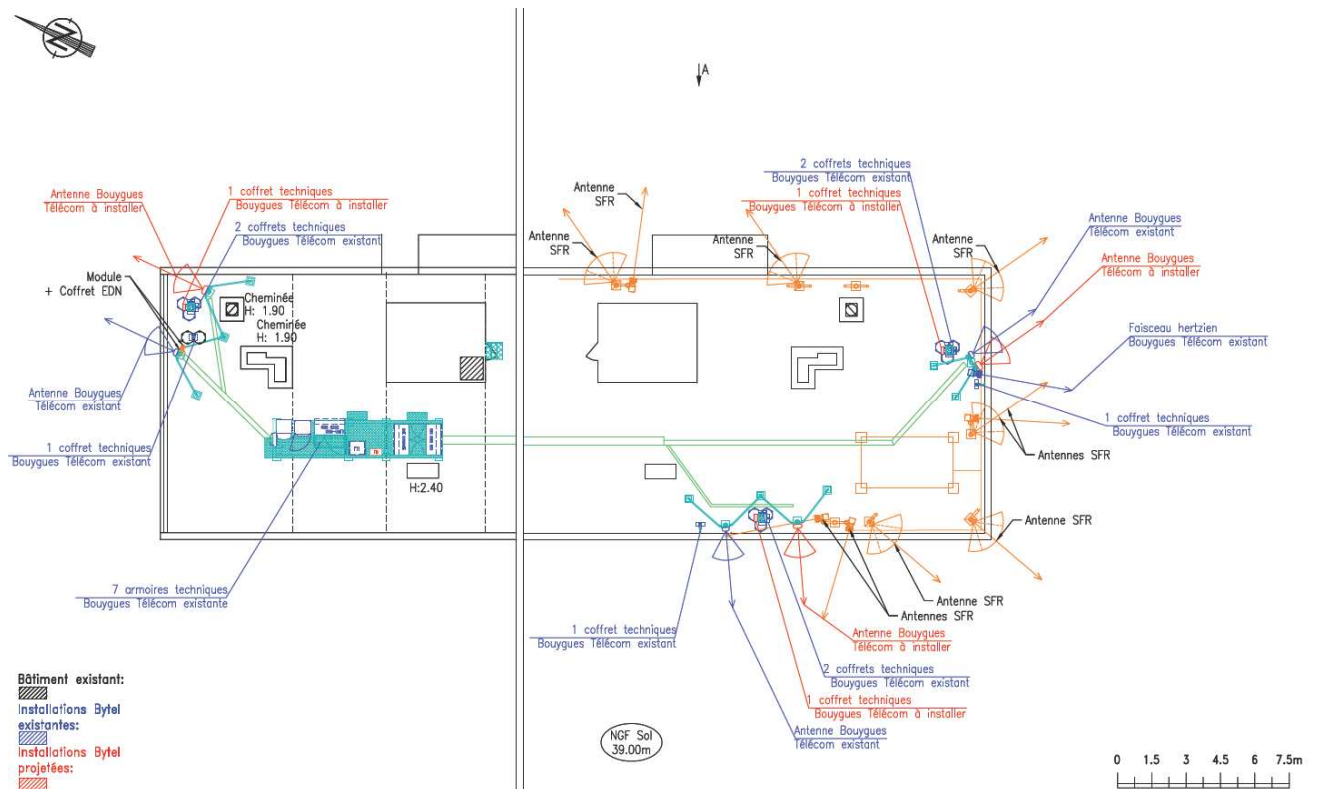 A
2 coffrets techniques
Bouygues Télécom existant
Antenne Bouygues
Télécom à installer
1 coffret techniques
Bouygues Télécom à installer
Antenne
SFR
Antenne
SFR
1 coffret techniques
Bouygues Télécom à installer
2 coffrets techniques
Bouygues Télécom existant
Antenne Bouygues
Télécom existant
Antenne
SFR
Antenne
SFR
Antenne
SFR
Antenne Bouygues
Télécom à installer
Module
+ Coffret EDN
Cheminée
H: 1.90
Cheminée
H: 1.90
Faisceau hertzien
Bouygues Télécom existant
Antenne Bouygues
Télécom existant
1 coffret techniques
Bouygues Télécom existant
1 coffret techniques
Bouygues Télécom existant
Antennes SFR
H:2.40
Antenne SFR
7 armoires techniques
Bouygues Télécom existante
Antenne SFR
Antennes SFR
1 coffret techniques
Bouygues Télécom existant
Antenne Bouygues
Télécom à installer
2 coffrets techniques
Bouygues Télécom existant
1 coffret techniques
Bouygues Télécom à installer
Antenne Bouygues
Télécom existant
NGF Sol
39.00m
Bâtiment existant:
Installations Bytel
existantes:
Installations Bytel
projetées:
0 1.5 3 4.5 6 7.5m